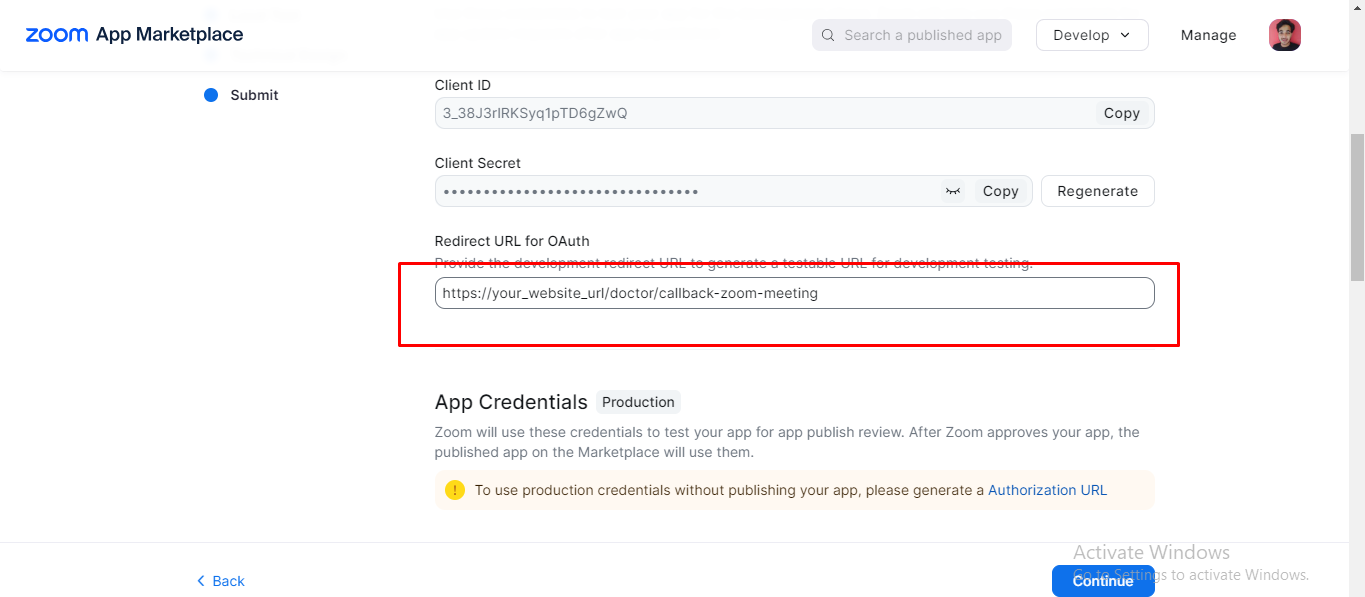 zoom App Marketplace
Search a published app
Develop
Manage
Submit
Client ID
3_38J3rIRKSyq1pTD6gZwQ
Copy
Client Secret
••••••••••••••••••••••••••••••••
Copy
Regenerate
Redirect URL for OAuth
Provide the development redirect URL to generate a testable URL for development testing.
https://your_website_url/doctor/callback-zoom-meeting
App Credentials
Production
Zoom will use these credentials to test your app for app publish review. After Zoom approves your app, the
published app on the Marketplace will use them.
! To use production credentials without publishing your app, please generate a Authorization URL
Back
Continue
Activate Windows
Go to Settings to activate Windows.